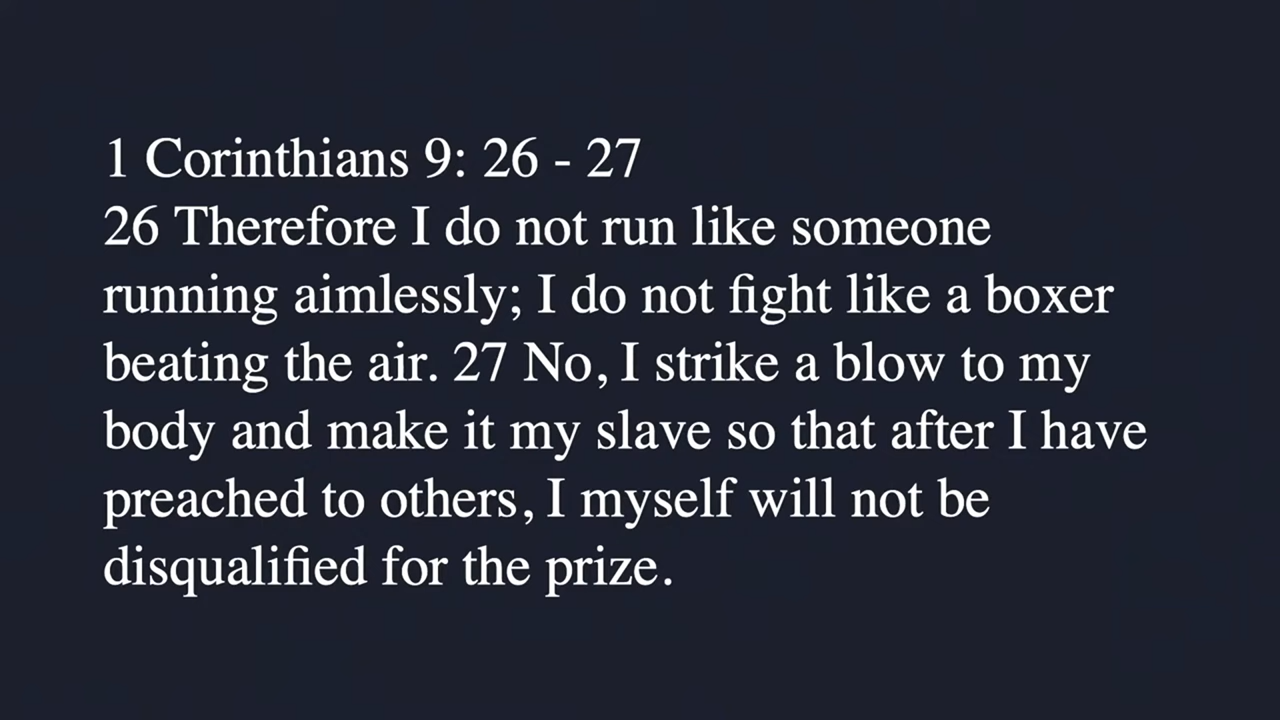 1 Corinthians 9: 26 - 27
26 Therefore I do not run like someone
running aimlessly; I do not fight like a boxer
beating the air. 27 No, I strike a blow to my
body and make it my slave so that after I have
preached to others, I myself will not be
disqualified for the prize.